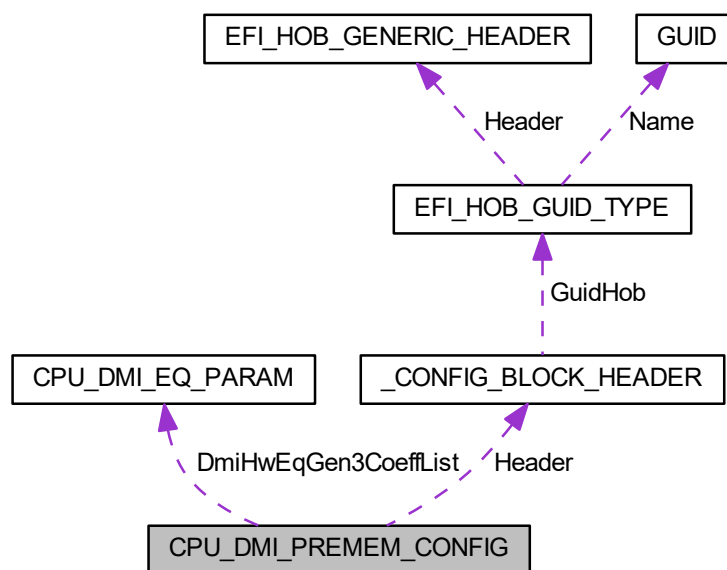 EFI_HOB_GENERIC_HEADER
GUID
Header
Name
EFI_HOB_GUID_TYPE
GuidHob
CPU_DMI_EQ_PARAM
_CONFIG_BLOCK_HEADER
DmiHwEqGen3CoeffList
Header
CPU_DMI_PREMEM_CONFIG